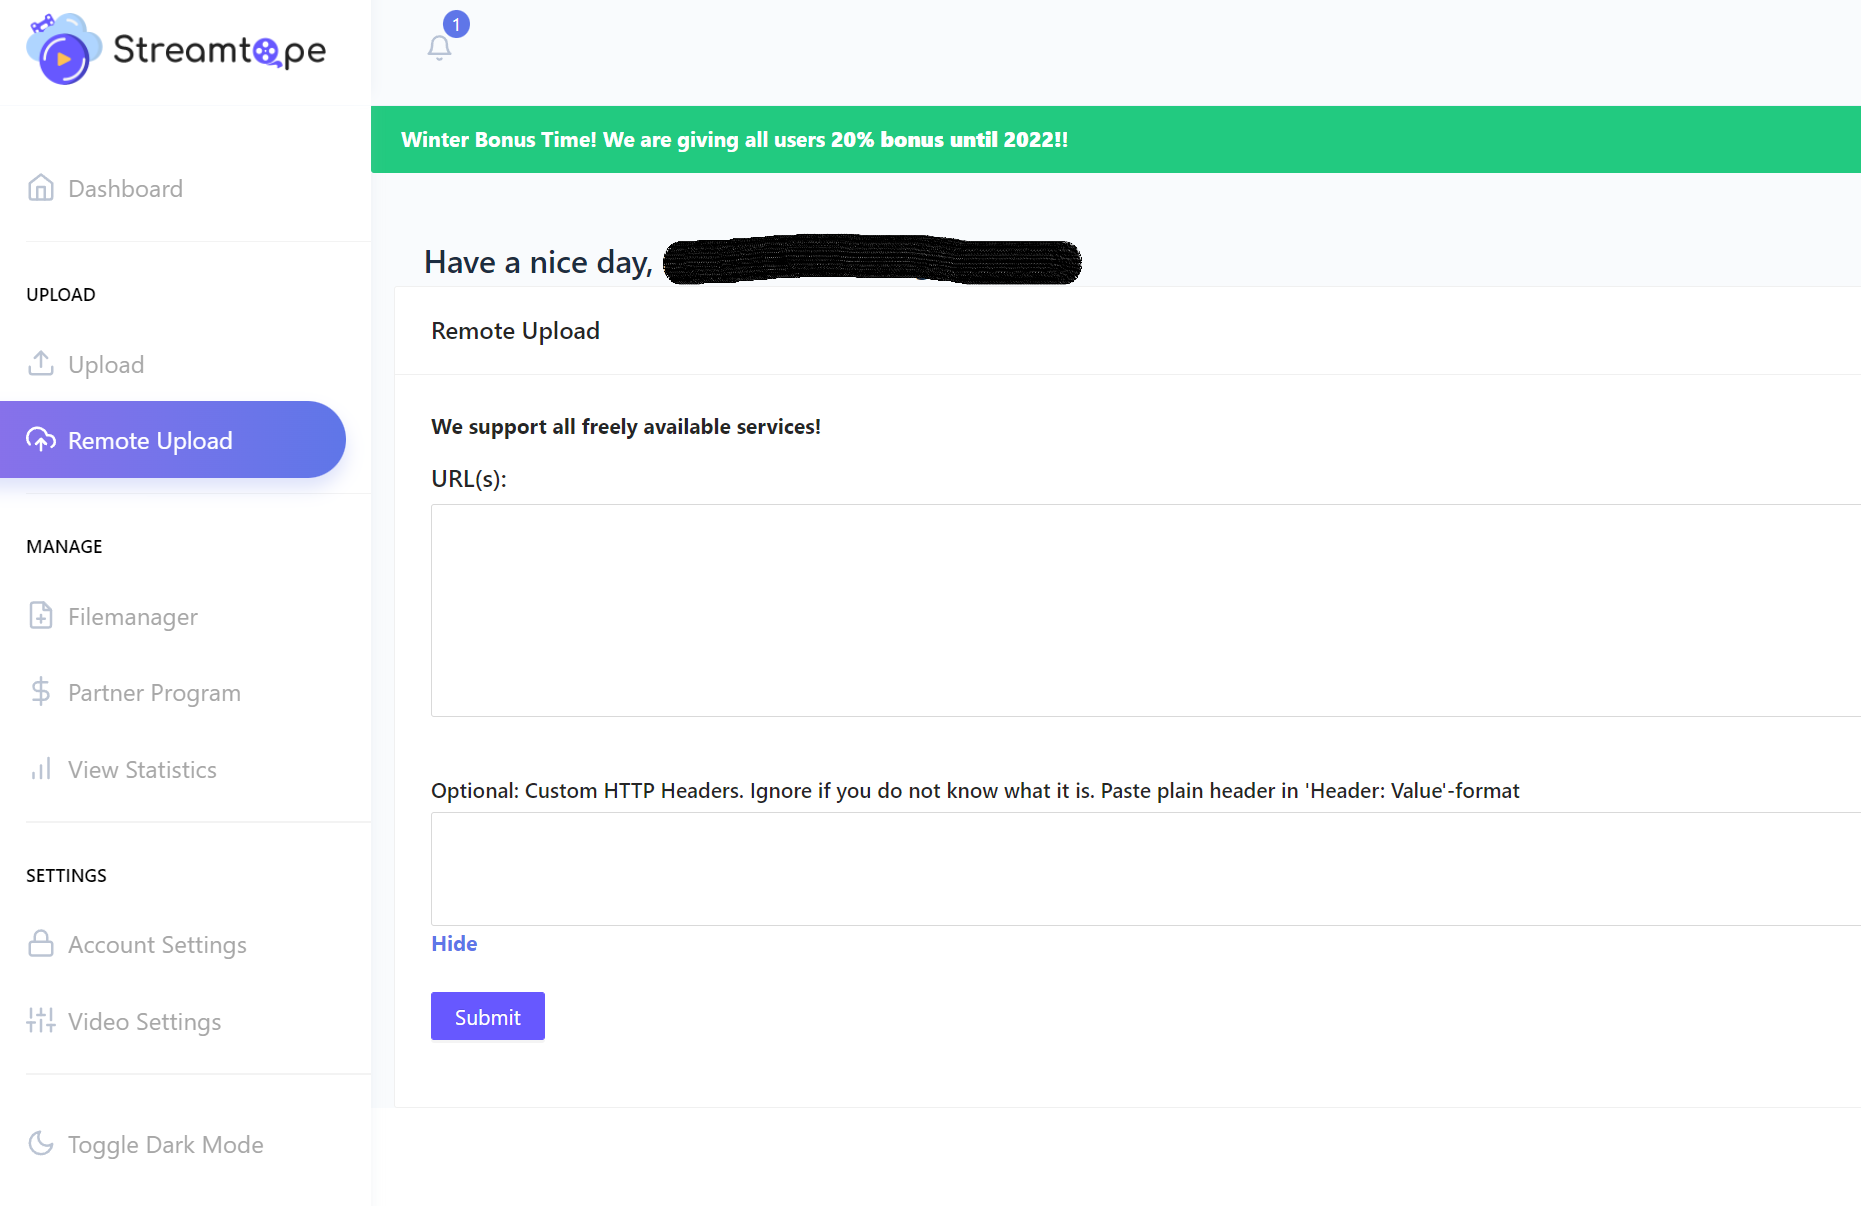 Streamtape
1
Winter Bonus Time! We are giving all users 20% bonus until 2022!!
Dashboard
Have a nice day,
UPLOAD
Upload
Remote Upload
MANAGE
Filemanager
Partner Program
View Statistics
SETTINGS
Account Settings
Video Settings
Toggle Dark Mode
Remote Upload
We support all freely available services!
URL(s):
Optional: Custom HTTP Headers. Ignore if you do not know what it is. Paste plain header in 'Header: Value'-format
Hide
Submit